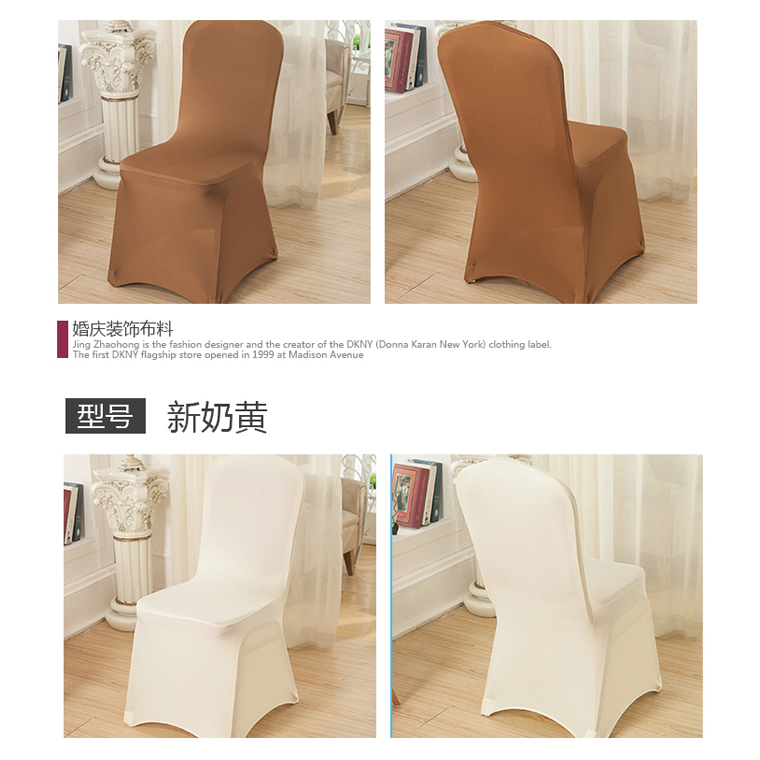 婚庆装饰布料
Jing Zhaohong is the fashion designer and the creator of the DKNY (Donna Karan New York) clothing label.
The first DKNY flagship store opened in 1999 at Madison Avenue
型号 新奶黄